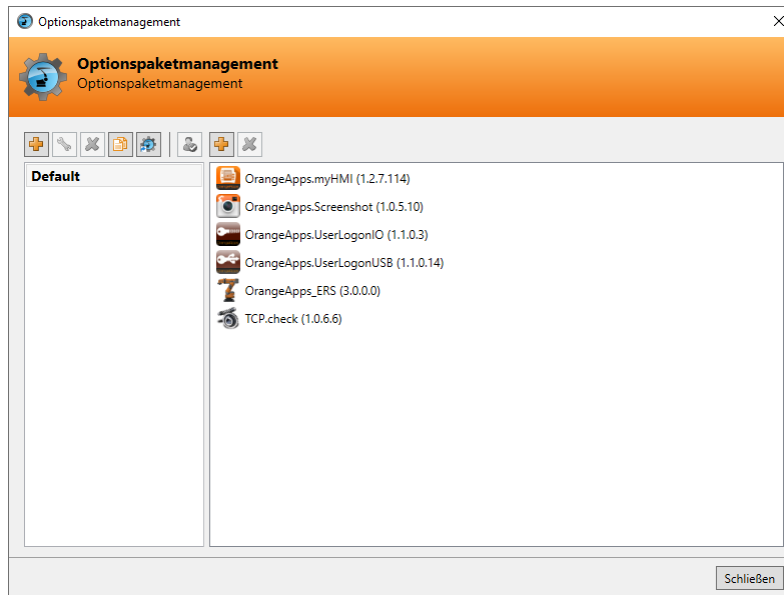 Optionspaketmanagement
Optionspaketmanagement
Optionspaketmanagement
Default
OrangeApps.myHMI (1.2.7.114)
OrangeApps.Screenshot (1.0.5.10)
OrangeApps.UserLogonIO (1.1.0.3)
OrangeApps.UserLogonUSB (1.1.0.14)
OrangeApps_ERS (3.0.0.0)
TCP.check (1.0.6.6)
Schließen